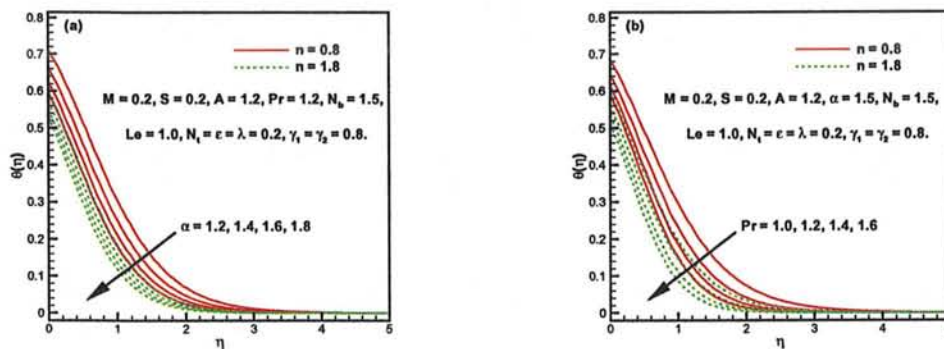 (a)
n = 0.8
n = 1.8
M = 0.2, S = 0.2, A = 1.2, Pr = 1.2, N_b = 1.5,
Le = 1.0, N_t = ε = λ = 0.2, γ_1 = γ_2 = 0.8.
α = 1.2, 1.4, 1.6, 1.8
θ(η)
0.8
0.7
0.6
0.5
0.4
0.3
0.2
0.1
0
0 1 2 3 4 5
η
(b)
n = 0.8
n = 1.8
M = 0.2, S = 0.2, A = 1.2, α = 1.5, N_b = 1.5,
Le = 1.0, N_t = ε = λ = 0.2, γ_1 = γ_2 = 0.8.
Pr = 1.0, 1.2, 1.4, 1.6
θ(η)
0.8
0.7
0.6
0.5
0.4
0.3
0.2
0.1
0
0 1 2 3 4
η